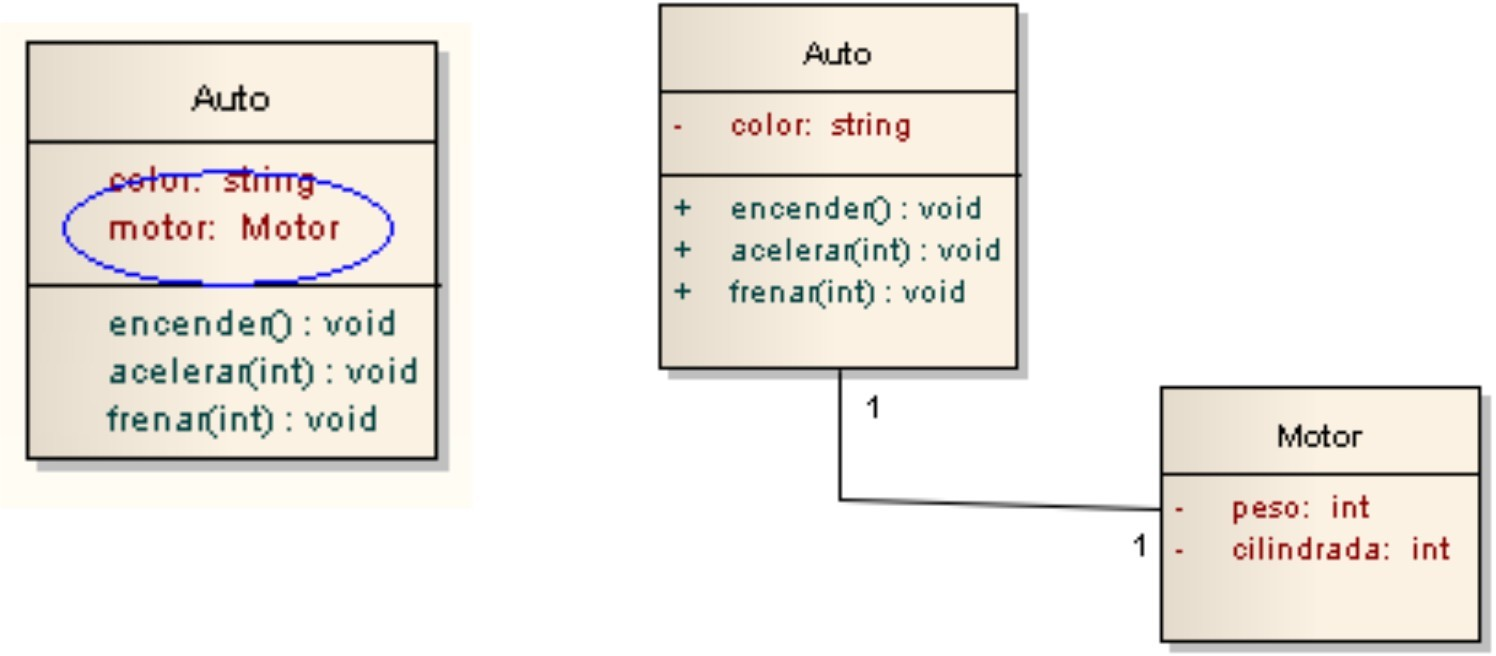 Auto
color: string
motor: Motor
encender() : void
acelerar(int) : void
frenar(int) : void
Auto
- color: string
+ encender() : void
+ acelerar(int) : void
+ frenar(int) : void
1
1
Motor
- peso: int
- cilindrada: int